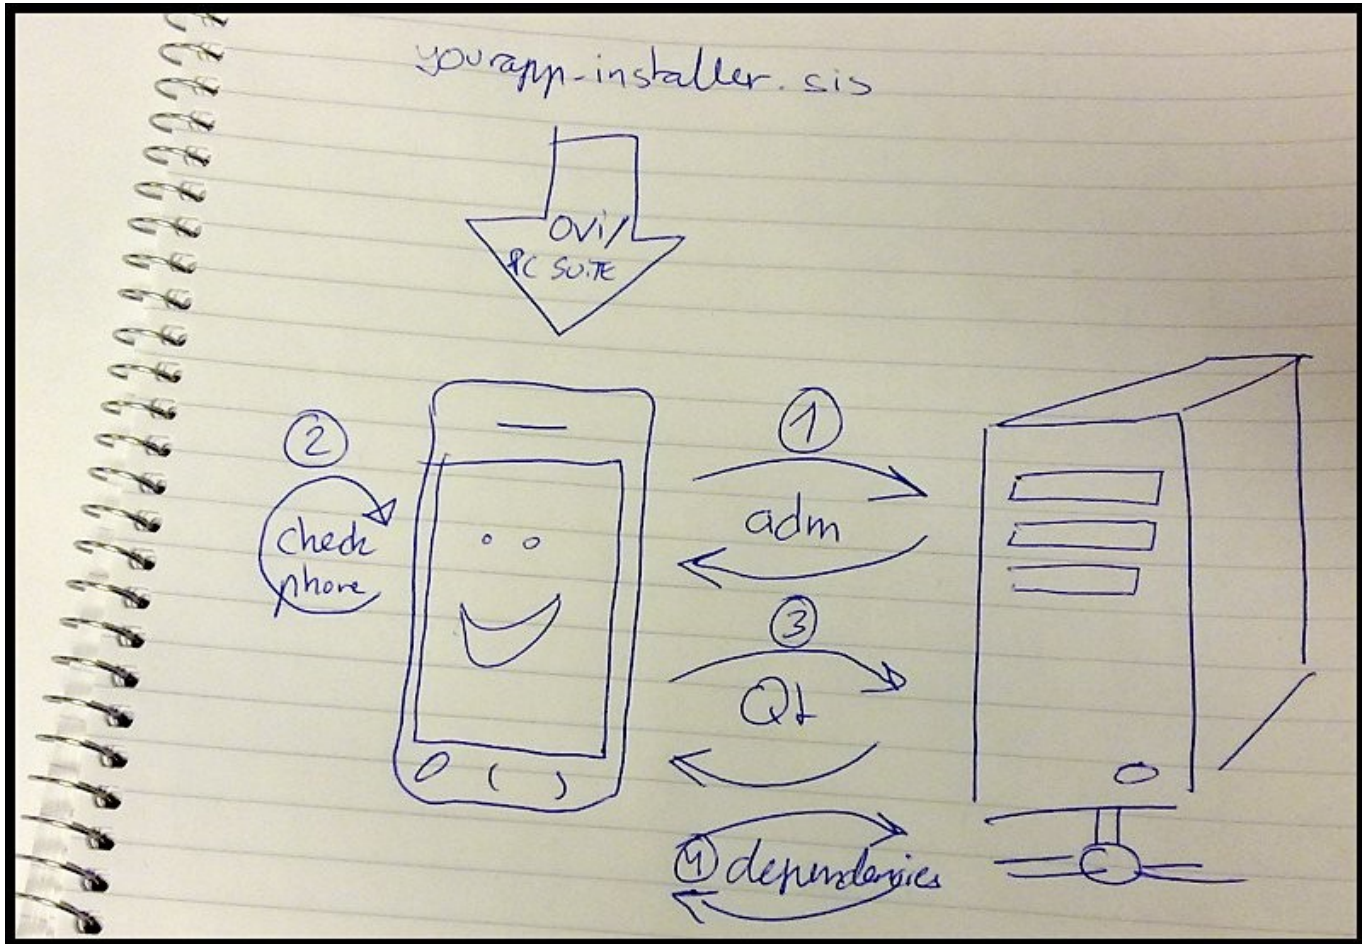 yourapp-installer.sis
OVi/
PC SUiTE
2
check
phone
1
adm
3
Qt
4 dependencies